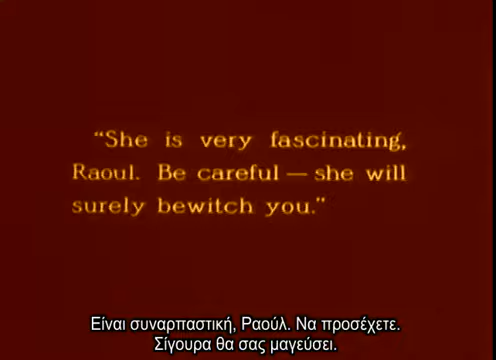 “She is very fascinating,
Raoul. Be careful — she will
surely bewitch you.”
Είναι συναρπαστική, Ραούλ. Να προσέχετε.
Σίγουρα θα σας μαγεύσει.